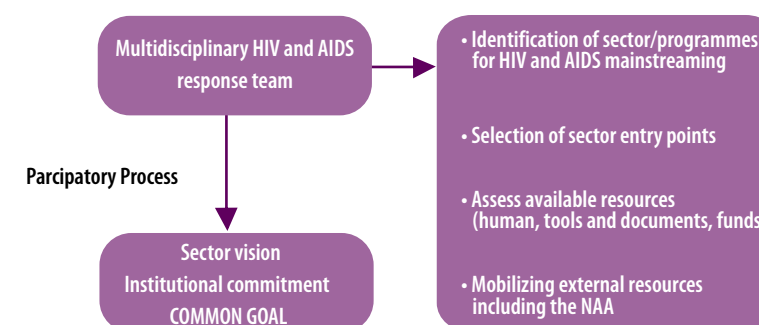 Multidisciplinary HIV and AIDS
response team
• Identification of sector/programmes
for HIV and AIDS mainstreaming
• Selection of sector entry points
• Assess available resources
(human, tools and documents, funds
• Mobilizing external resources
including the NAA
Parcipatory Process
Sector vision
Institutional commitment
COMMON GOAL